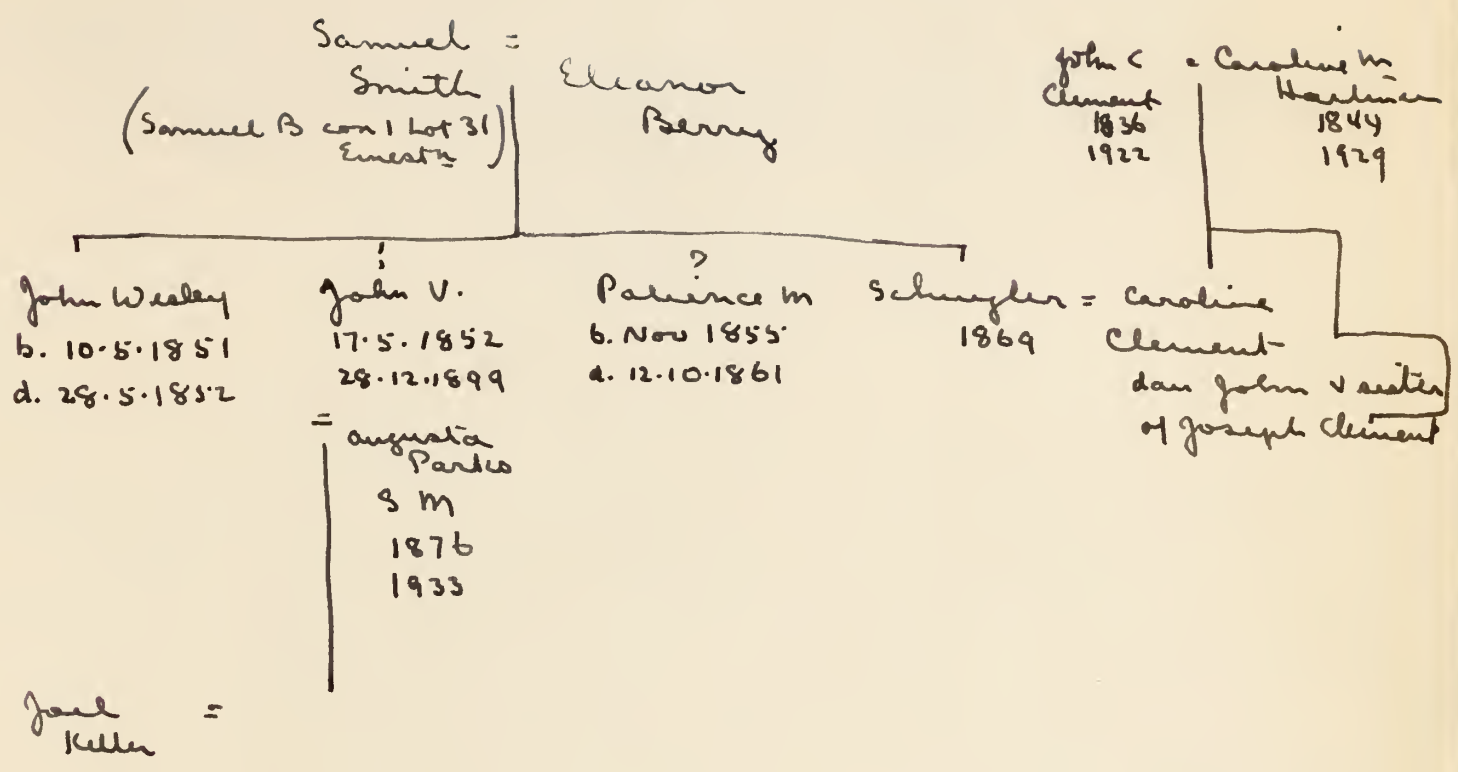 Samuel =
Smith
Eleanor
Berry
(Samuel B con 1 Lot 31
Ernestn)
John C = Caroline M
Clement
1836 1844
1922 1929
John Wesley
b. 10.5.1851
d. 28.5.1852
John V.
17.5.1852
28.12.1899
= Augusta
Parks
S M
1876
1933
?
Patience M
b. Nov 1855
d. 12.10.1861
Schuyler = Caroline
1869 Clement
dau John & sister
of Joseph Clement
Joel =
Keller